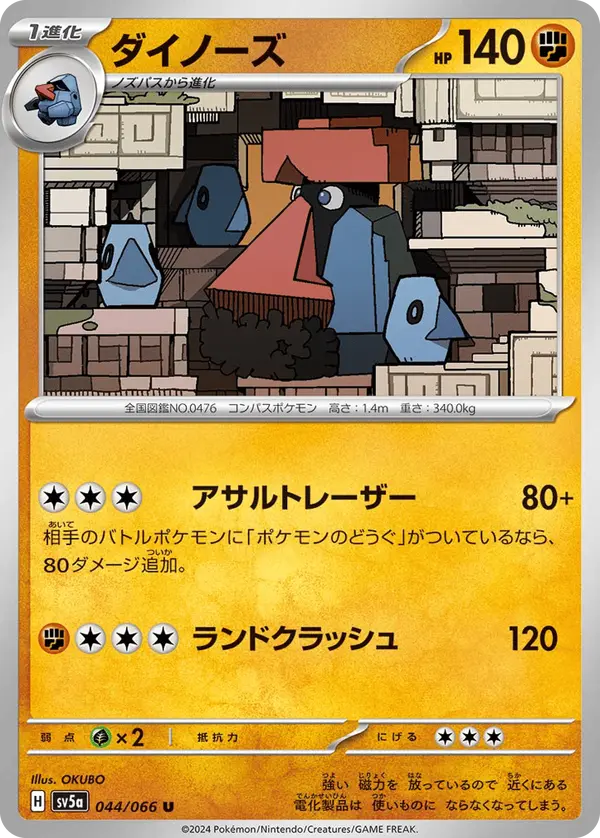 1進化
ダイノーズ
HP 140
ノズパスから進化
全国図鑑NO.0476 コンパスポケモン 高さ:1.4m 重さ:340.0kg
アサルトレーザー 80+
相手のバトルポケモンに「ポケモンのどうぐ」がついているなら、
80ダメージ追加。
ランドクラッシュ 120
弱点 ×2 抵抗力 にげる
Illus. OKUBO
H sv5a 044/066 U
強い 磁力を 放っているので 近くにある
電化製品は 使いものに ならなくなってしまう。
©2024 Pokémon/Nintendo/Creatures/GAME FREAK.